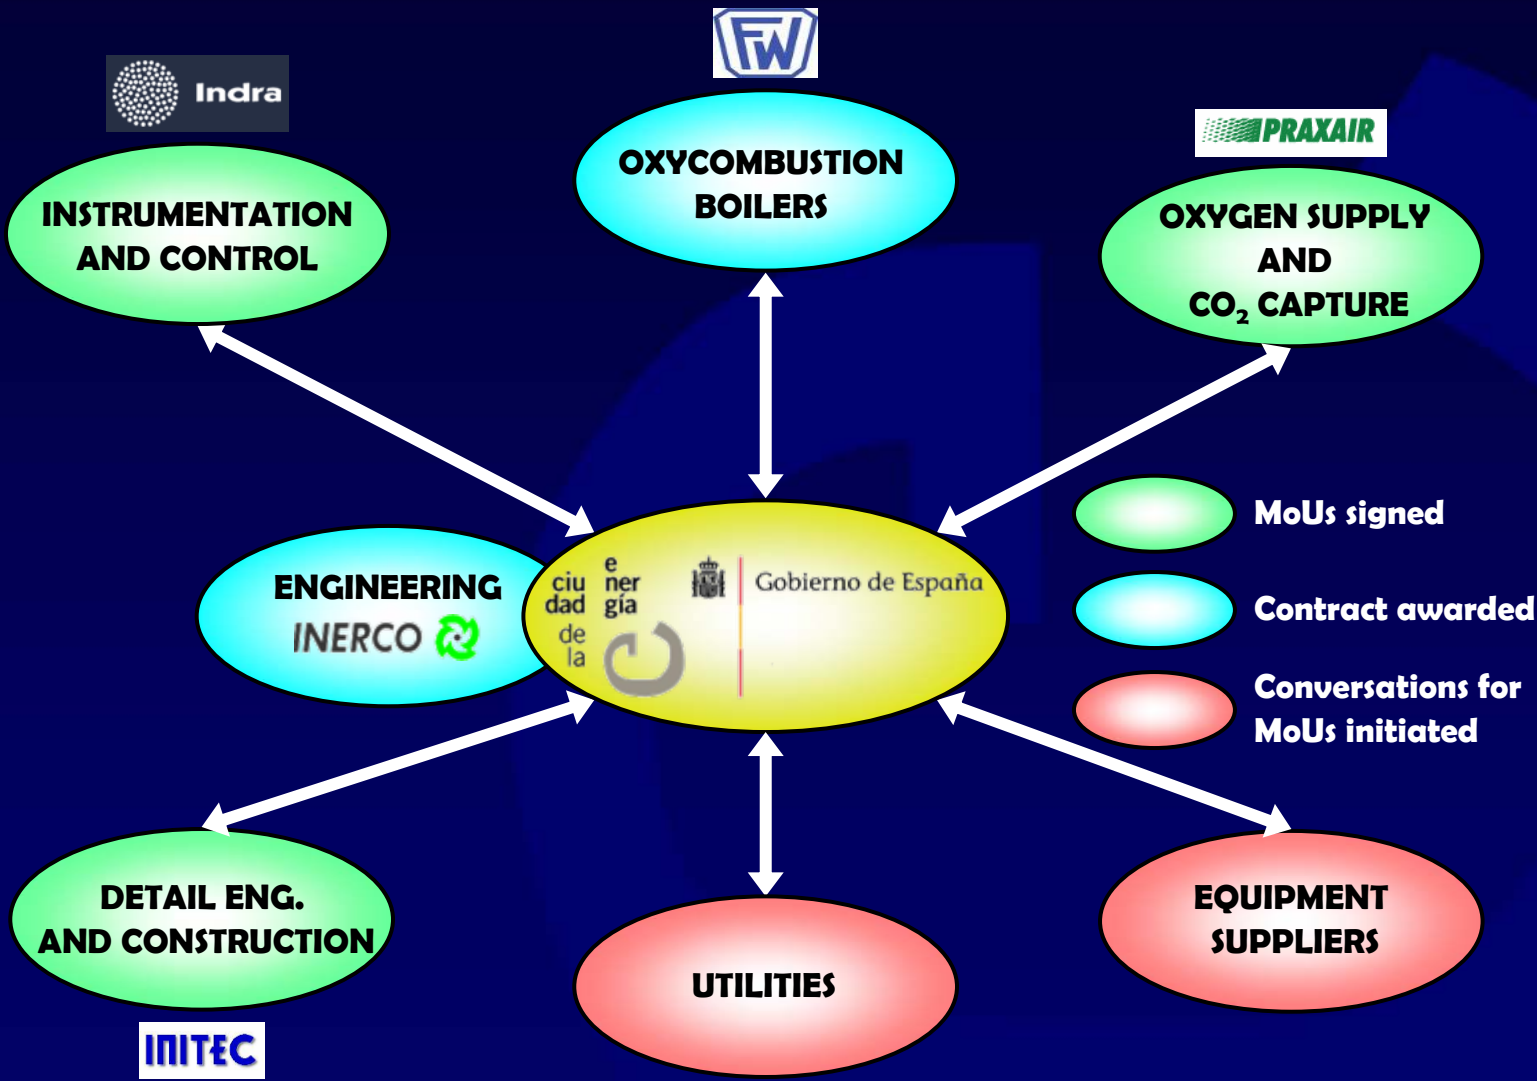 FW
Indra
PRAXAIR
INSTRUMENTATION
AND CONTROL
OXYCOMBUSTION
BOILERS
OXYGEN SUPPLY
AND
CO₂ CAPTURE
MoUs signed
Contract awarded
Conversations for
MoUs initiated
ENGINEERING
INERCO
ciu
dad
e
ner
gía
de
la
Gobierno de España
DETAIL ENG.
AND CONSTRUCTION
INITEC
UTILITIES
EQUIPMENT
SUPPLIERS